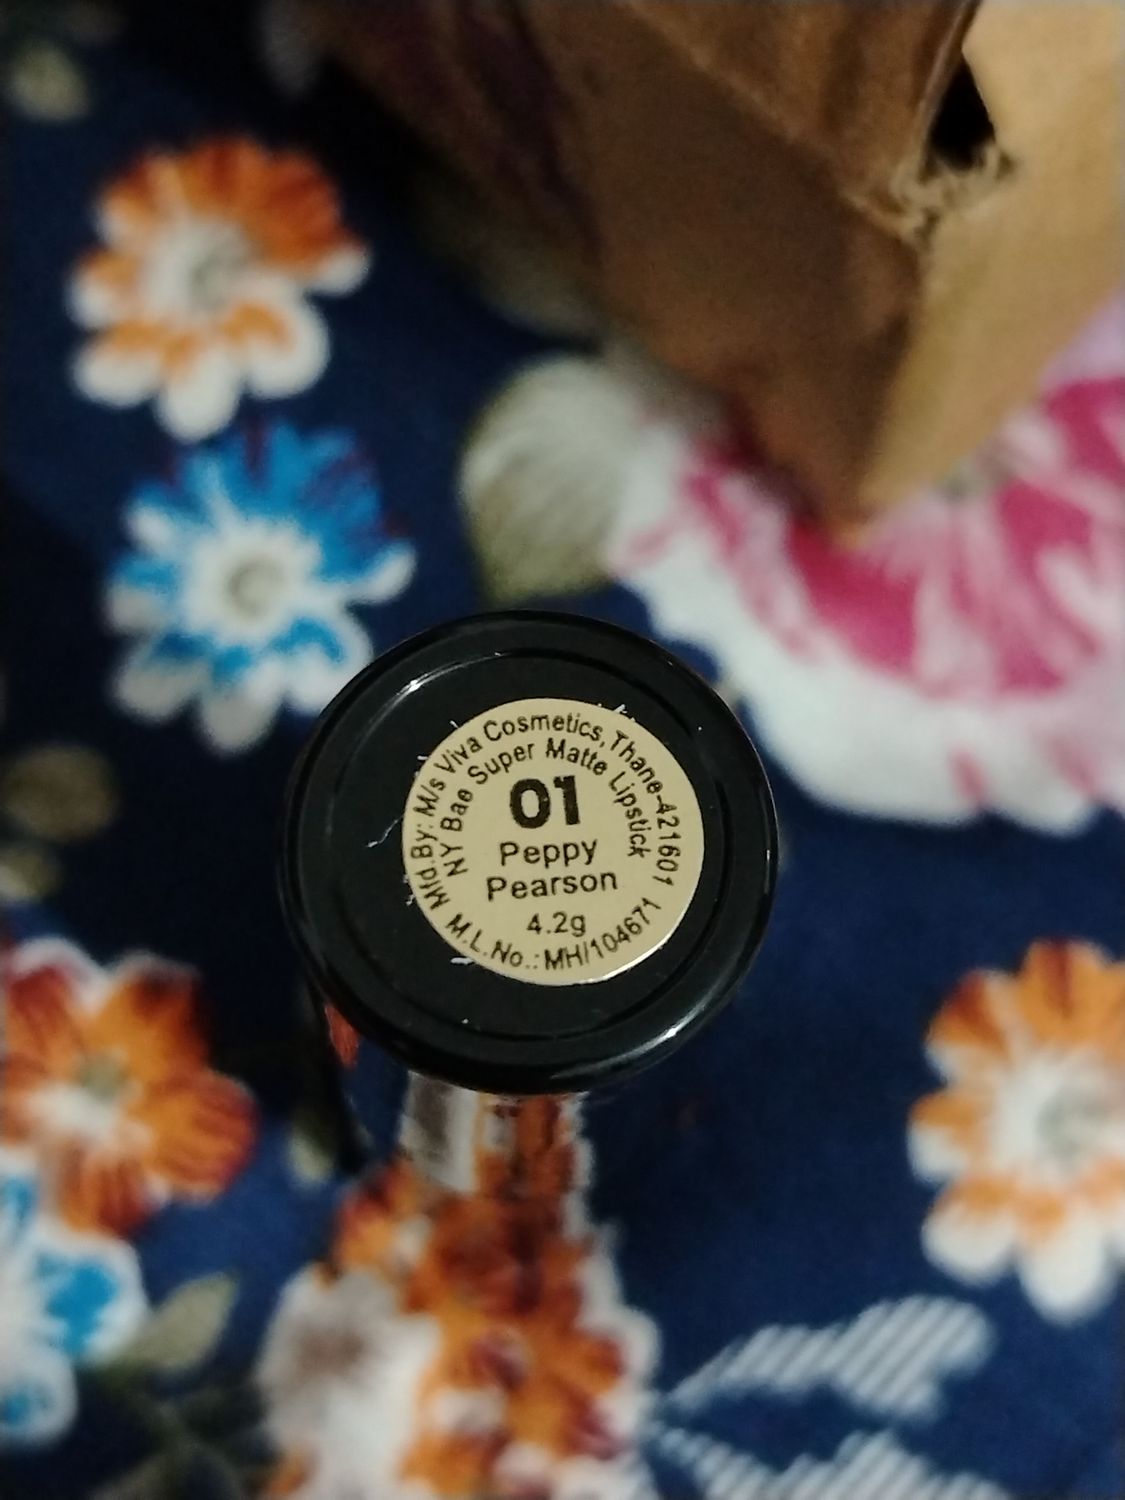 Mfd.By: M/s Viva Cosmetics, Thane-421601
NY Bae Super Matte Lipstick
01
Peppy
Pearson
4.2g
M.L.No.:MH/104671